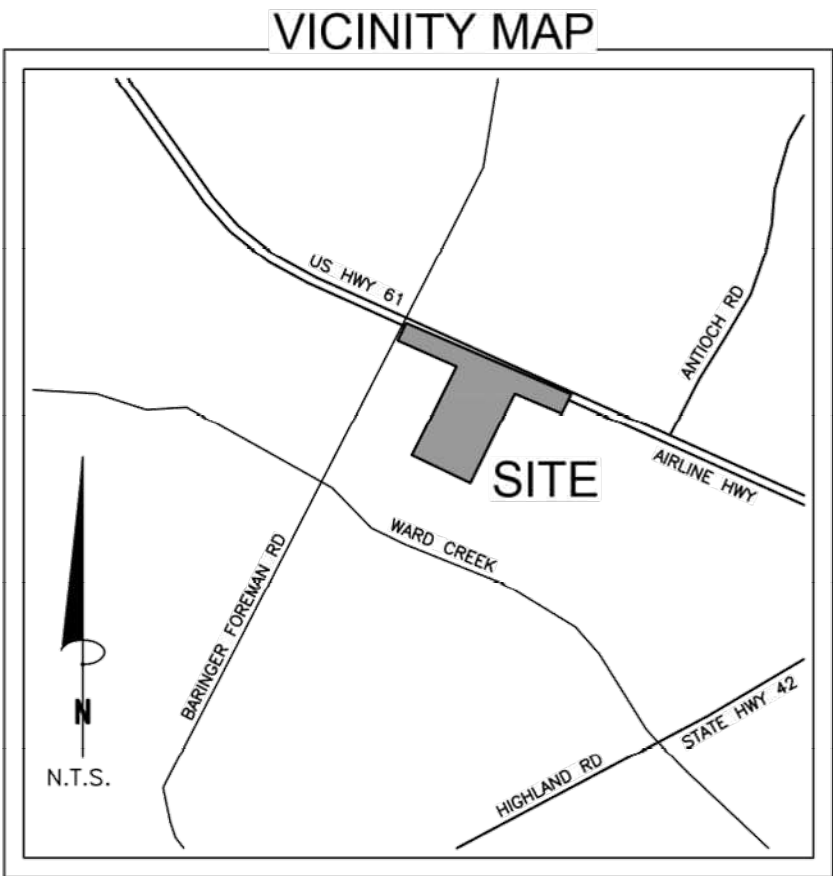 VICINITY MAP
US HWY 61
ANTIOCH RD
AIRLINE HWY
SITE
WARD CREEK
BARINGER FOREMAN RD
STATE HWY 42
HIGHLAND RD
N
N.T.S.